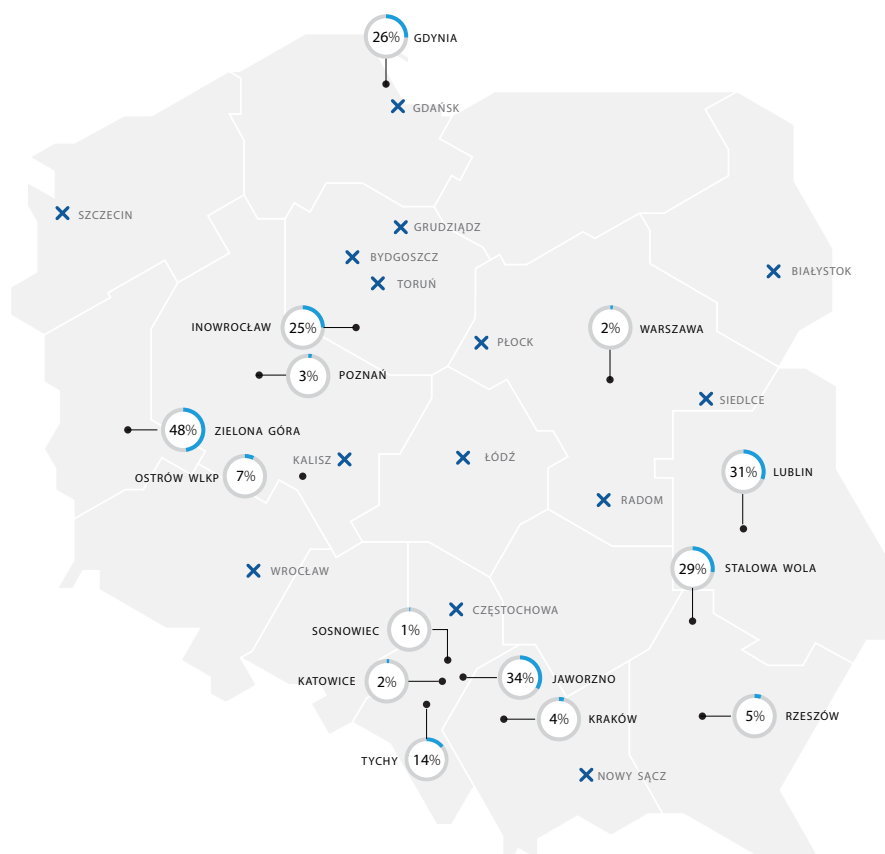 26% GDYNIA
GDAŃSK
SZCZECIN
GRUDZIĄDZ
BYDGOSZCZ
BIAŁYSTOK
TORUŃ
INOWROCŁAW 25%
2% WARSZAWA
PŁOCK
3% POZNAŃ
SIEDLCE
48% ZIELONA GÓRA
KALISZ
ŁÓDŹ
OSTRÓW WLKP 7%
31% LUBLIN
RADOM
WROCŁAW
29% STALOWA WOLA
CZĘSTOCHOWA
SOSNOWIEC 1%
KATOWICE 2%
34% JAWORZNO
4% KRAKÓW
5% RZESZÓW
TYCHY 14%
NOWY SĄCZ